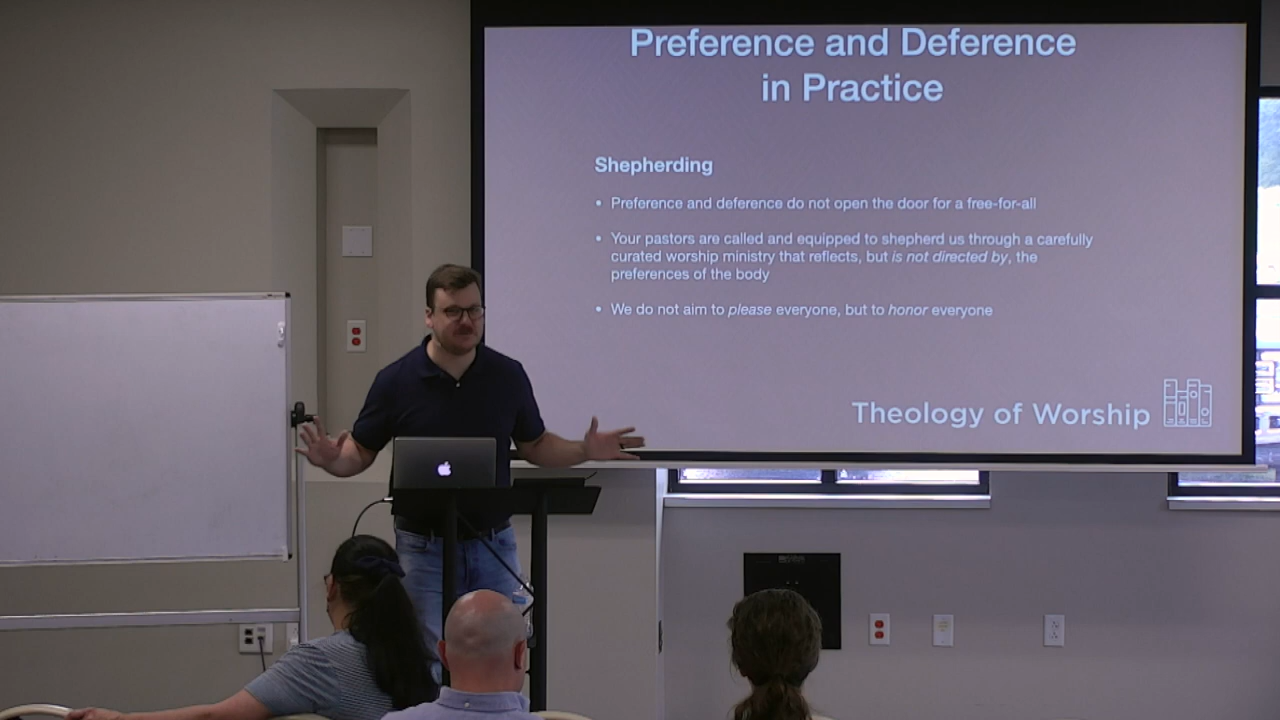 Preference and Deference
in Practice
Shepherding
• Preference and deference do not open the door for a free-for-all
• Your pastors are called and equipped to shepherd us through a carefully
curated worship ministry that reflects, but is not directed by, the
preferences of the body
• We do not aim to please everyone, but to honor everyone
Theology of Worship